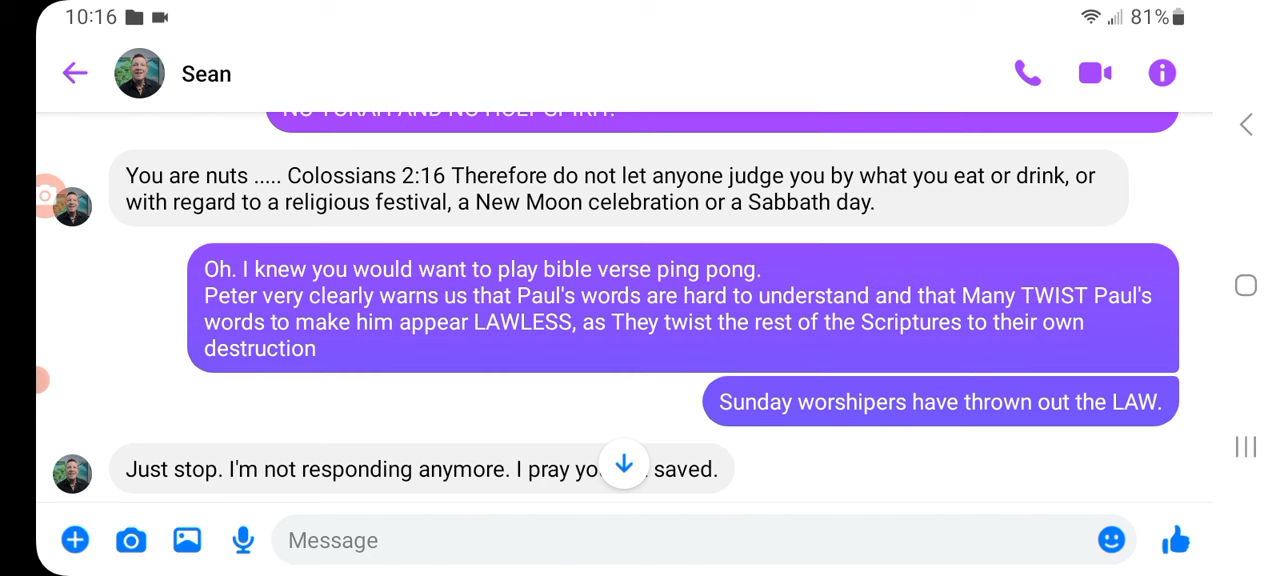 10:16 81%
Sean
NO TORAH AND NO HOLY SPIRIT.
You are nuts ..... Colossians 2:16 Therefore do not let anyone judge you by what you eat or drink, or
with regard to a religious festival, a New Moon celebration or a Sabbath day.
Oh. I knew you would want to play bible verse ping pong.
Peter very clearly warns us that Paul's words are hard to understand and that Many TWIST Paul's
words to make him appear LAWLESS, as They twist the rest of the Scriptures to their own
destruction
Sunday worshipers have thrown out the LAW.
Just stop. I'm not responding anymore. I pray saved.
Message